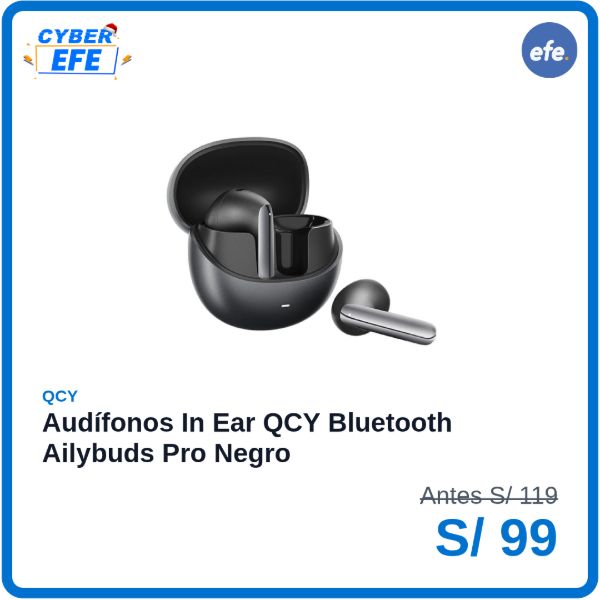 CYBER
EFE
efe.
QCY
Audífonos In Ear QCY Bluetooth
Ailybuds Pro Negro
Antes S/ 119
S/ 99